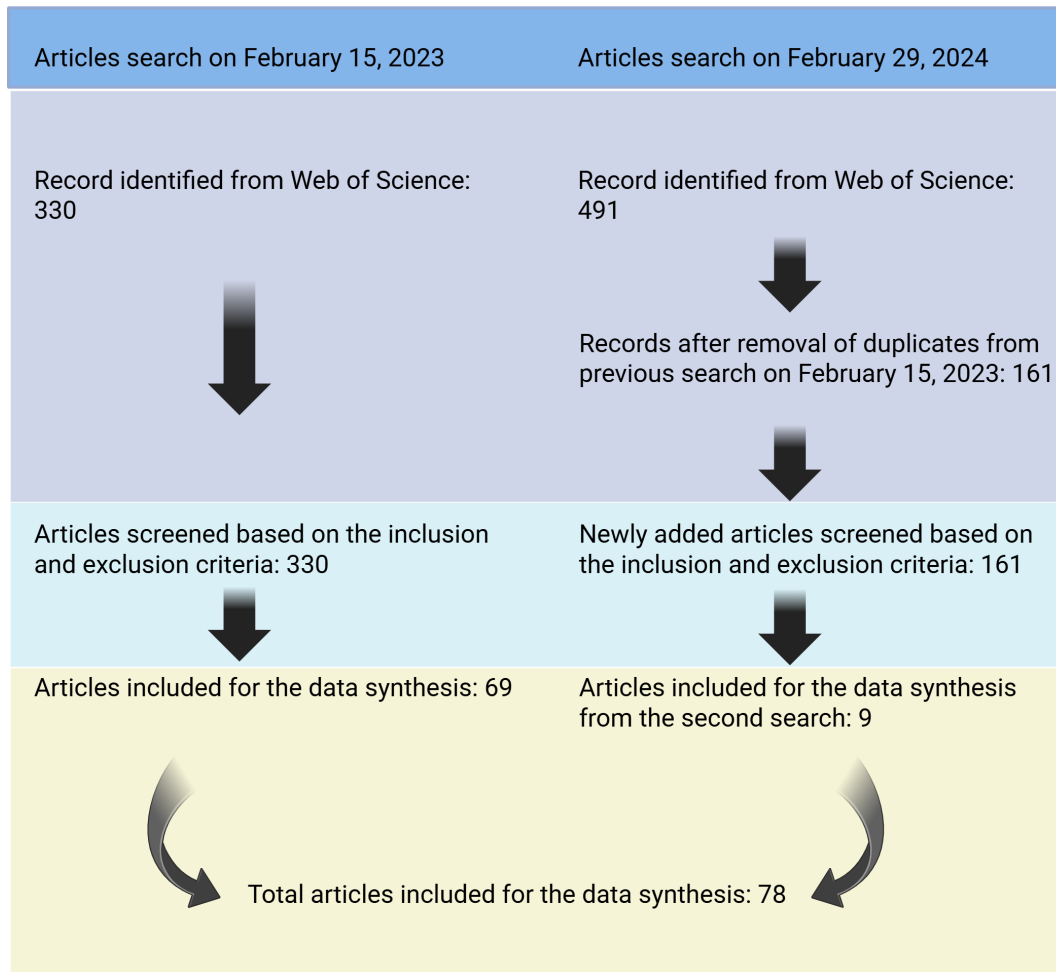 Articles search on February 15, 2023
Articles search on February 29, 2024
Record identified from Web of Science:
330
Record identified from Web of Science:
491
Records after removal of duplicates from
previous search on February 15, 2023: 161
Articles screened based on the inclusion
and exclusion criteria: 330
Newly added articles screened based on
the inclusion and exclusion criteria: 161
Articles included for the data synthesis: 69
Articles included for the data synthesis
from the second search: 9
Total articles included for the data synthesis: 78